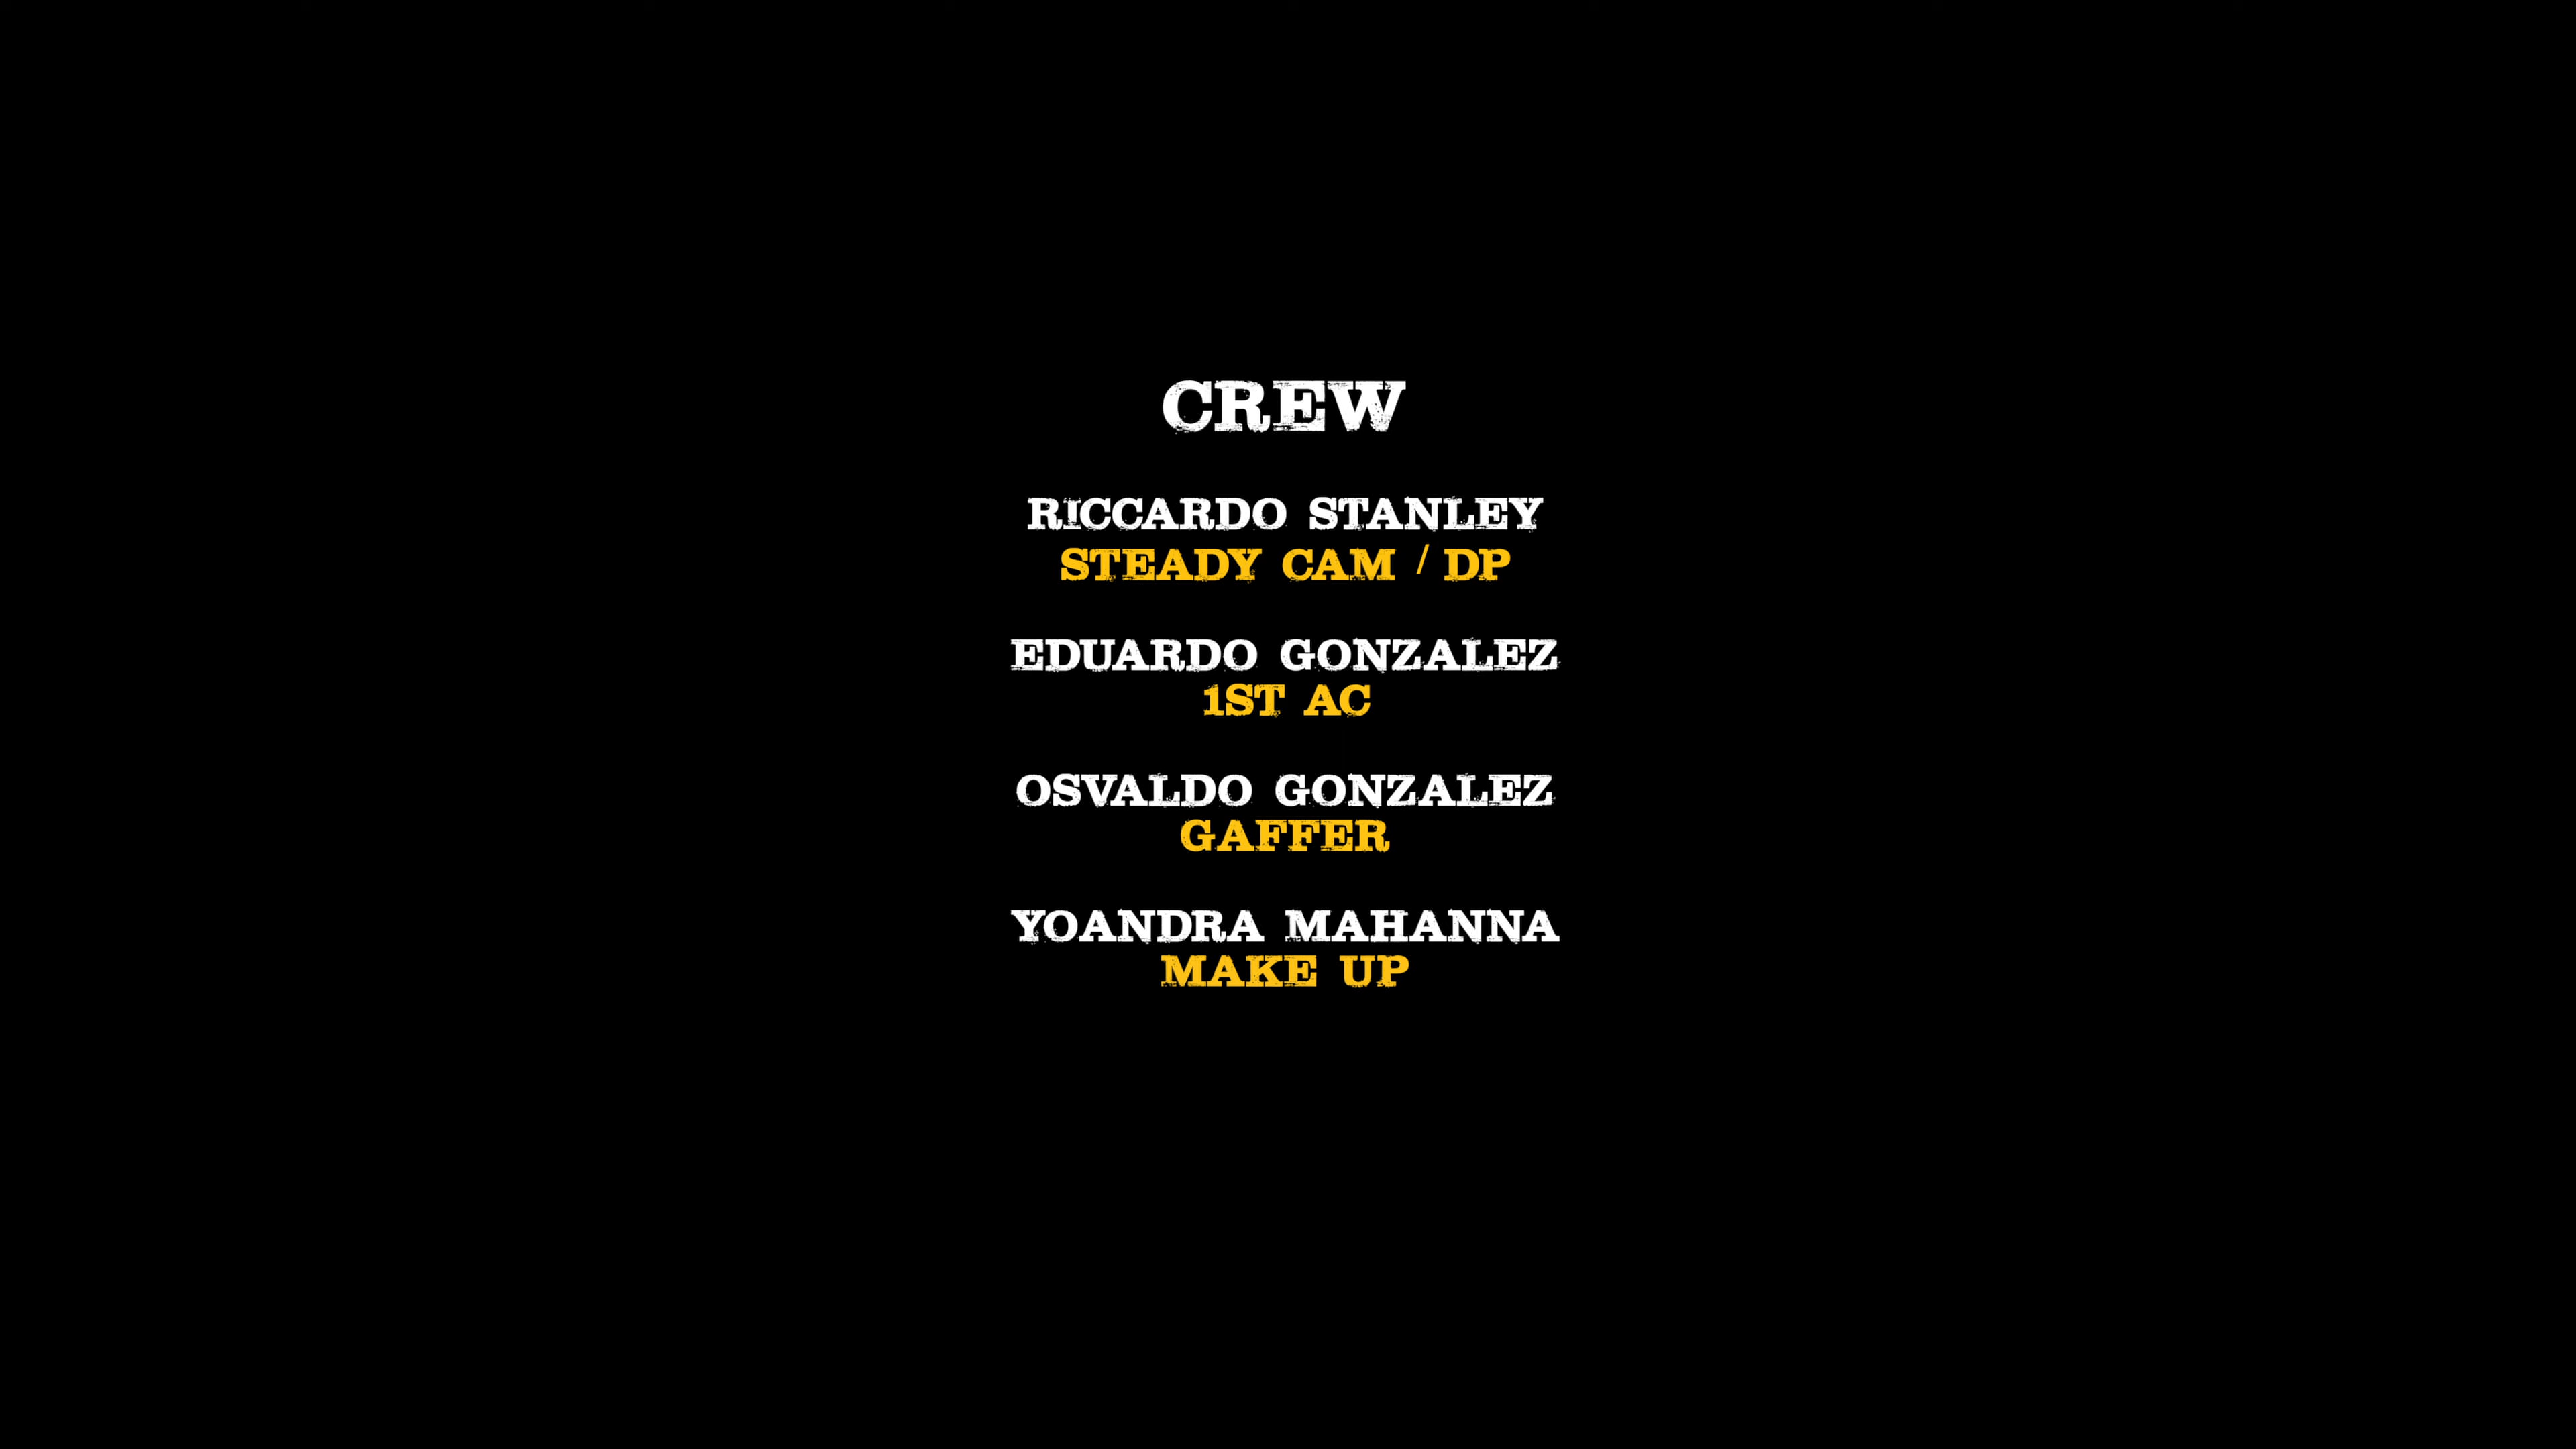 CREW
RICCARDO STANLEY
STEADY CAM / DP
EDUARDO GONZALEZ
1ST AC
OSVALDO GONZALEZ
GAFFER
YOANDRA MAHANNA
MAKE UP